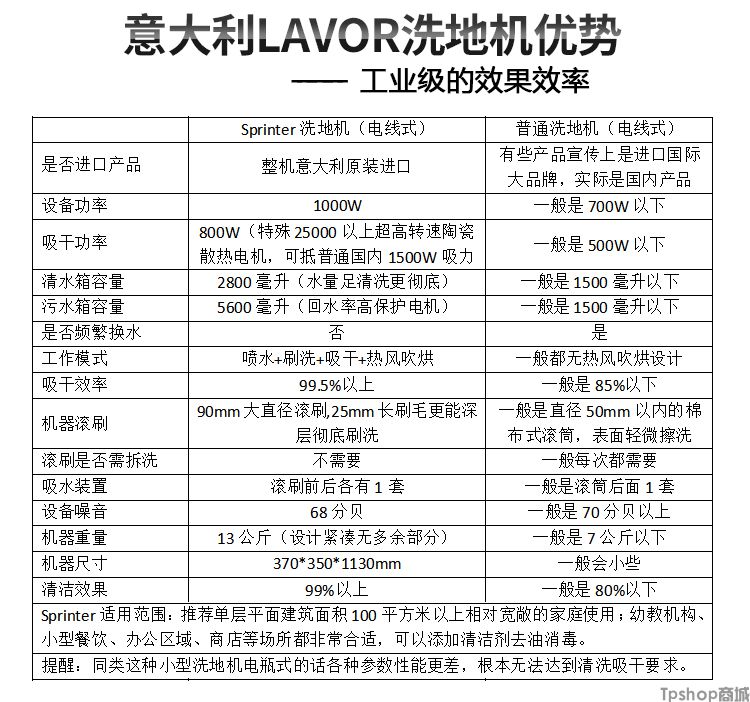 意大利LAVOR洗地机优势
—— 工业级的效果效率
Sprinter 洗地机（电线式） 普通洗地机（电线式）
是否进口产品 整机意大利原装进口 有些产品宣传上是进口国际
大品牌，实际是国内产品
设备功率 1000W 一般是 700W 以下
吸干功率 800W（特殊 25000 以上超高转速陶瓷
散热电机，可抵普通国内 1500W 吸力 一般是 500W 以下
清水箱容量 2800 毫升（水量足清洗更彻底） 一般是 1500 毫升以下
污水箱容量 5600 毫升（回水率高保护电机） 一般是 1500 毫升以下
是否频繁换水 否 是
工作模式 喷水+刷洗+吸干+热风吹烘 一般都无热风吹烘设计
吸干效率 99.5%以上 一般是 85%以下
机器滚刷 90mm 大直径滚刷,25mm 长刷毛更能深
层彻底刷洗 一般是直径 50mm 以内的棉
布式滚筒，表面轻微擦洗
滚刷是否需拆洗 不需要 一般每次都需要
吸水装置 滚刷前后各有 1 套 一般是滚筒后面 1 套
设备噪音 68 分贝 一般是 70 分贝以上
机器重量 13 公斤（设计紧凑无多余部分） 一般是 7 公斤以下
机器尺寸 370*350*1130mm 一般会小些
清洁效果 99%以上 一般是 80%以下
Sprinter 适用范围：推荐单层平面建筑面积 100 平方米以上相对宽敞的家庭使用；幼教机构、
小型餐饮、办公区域、商店等场所都非常合适，可以添加清洁剂去油消毒。
提醒：同类这种小型洗地机电瓶式的话各种参数性能更差，根本无法达到清洗吸干要求。
Tpshop商城